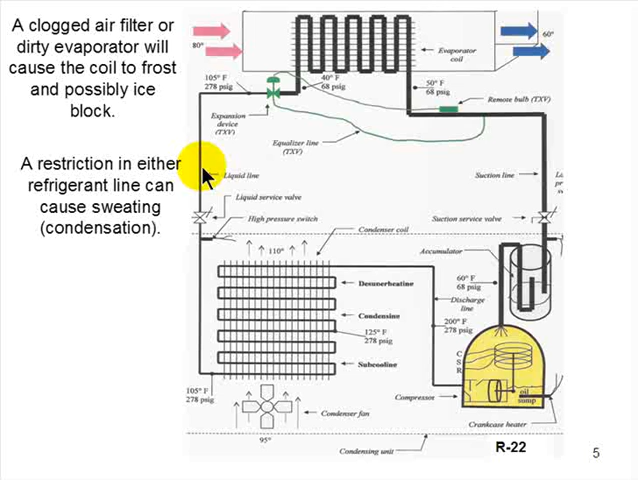 A clogged air filter or
dirty evaporator will
cause the coil to frost
and possibly ice
block.
A restriction in either
refrigerant line can
cause sweating
(condensation).
80°
60°
Evaporator
coil
105° F
278 psig
40° F
68 psig
50° F
68 psig
Remote bulb (TXV)
Expansion
device
(TXV)
Equalizer line
(TXV)
Liquid line
Suction line
Liquid service valve
High pressure switch
Suction service valve
Condenser coil
110°
Accumulator
60° F
68 psig
Desuperheating
Discharge
line
Condensing
125° F
278 psig
200° F
278 psig
Subcooling
C
S
R
105° F
278 psig
Compressor
oil
sump
Condenser fan
Crankcase heater
95°
Condensing unit
R-22
5